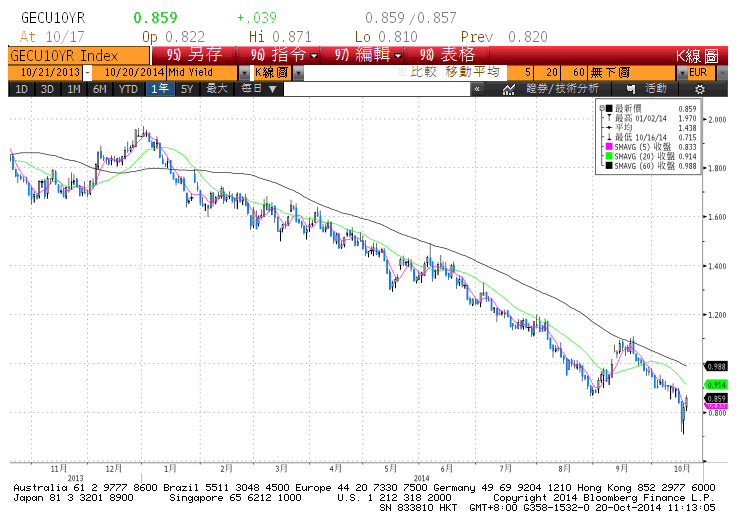 GECU10YR 0.859 +.039 0.859/0.857
At 10/17 Op 0.822 Hi 0.871 Lo 0.810 Prev 0.820
GECU10YR Index 95) 另存 96) 指令 97) 編輯 98) 表格 K線圖
10/21/2013 - 10/20/2014 Mid Yield K線圖 比較 移動平均 5 20 60 無下圖 EUR
1D 3D 1M 6M YTD 1年 5Y 最大 每日 ▼ « 證券/技術分析 活動
最新價 0.859
最高 01/02/14 1.970
平均 1.438
最低 10/16/14 0.715
SMAVG (5) 收盤 0.833
SMAVG (20) 收盤 0.914
SMAVG (60) 收盤 0.988
2.000
1.800
1.600
1.400
1.200
0.988
0.914
0.859
0.833
0.800
11月 12月 1月 2月 3月 4月 5月 6月 7月 8月 9月 10月
2013 2014
Australia 61 2 9777 8600 Brazil 5511 3048 4500 Europe 44 20 7330 7500 Germany 49 69 9204 1210 Hong Kong 852 2977 6000
Japan 81 3 3201 8900 Singapore 65 6212 1000 U.S. 1 212 318 2000 Copyright 2014 Bloomberg Finance L.P.
SN 833810 HKT GMT+8:00 G358-1532-0 20-Oct-2014 11:13:05